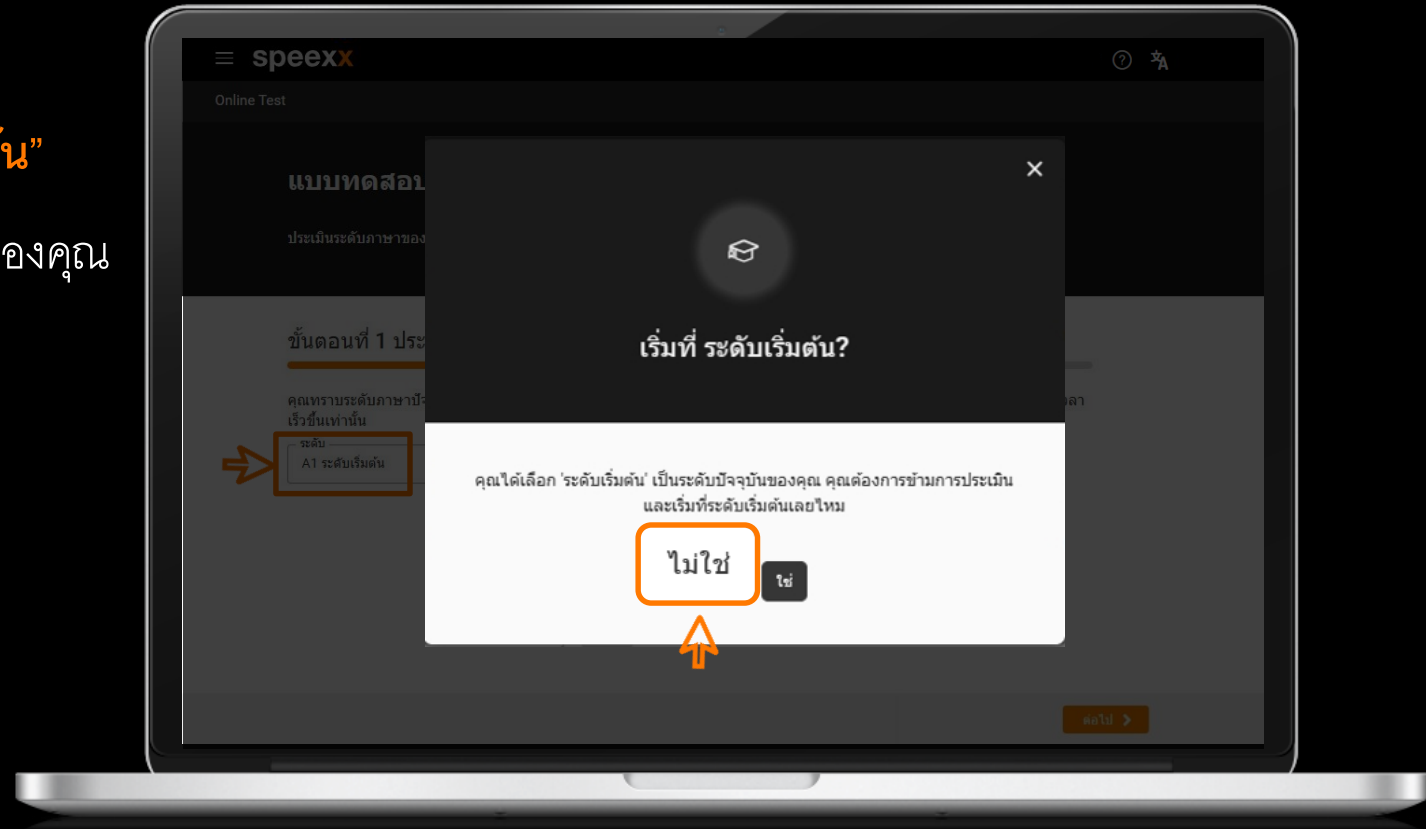 speexx
Online Test
้น”
องคุณ
แบบทดสอบ
ประเมินระดับภาษาของ
ขั้นตอนที่ 1 ประ
คุณทราบระดับภาษาปัจ
ลา
เร็วขึ้นเท่านั้น
ระดับ
A1 ระดับเริ่มต้น
เริ่มที่ ระดับเริ่มต้น?
คุณได้เลือก 'ระดับเริ่มต้น' เป็นระดับปัจจุบันของคุณ คุณต้องการข้ามการประเมิน
และเริ่มที่ระดับเริ่มต้นเลยไหม
ไม่ใช่
ใช่
ต่อไป